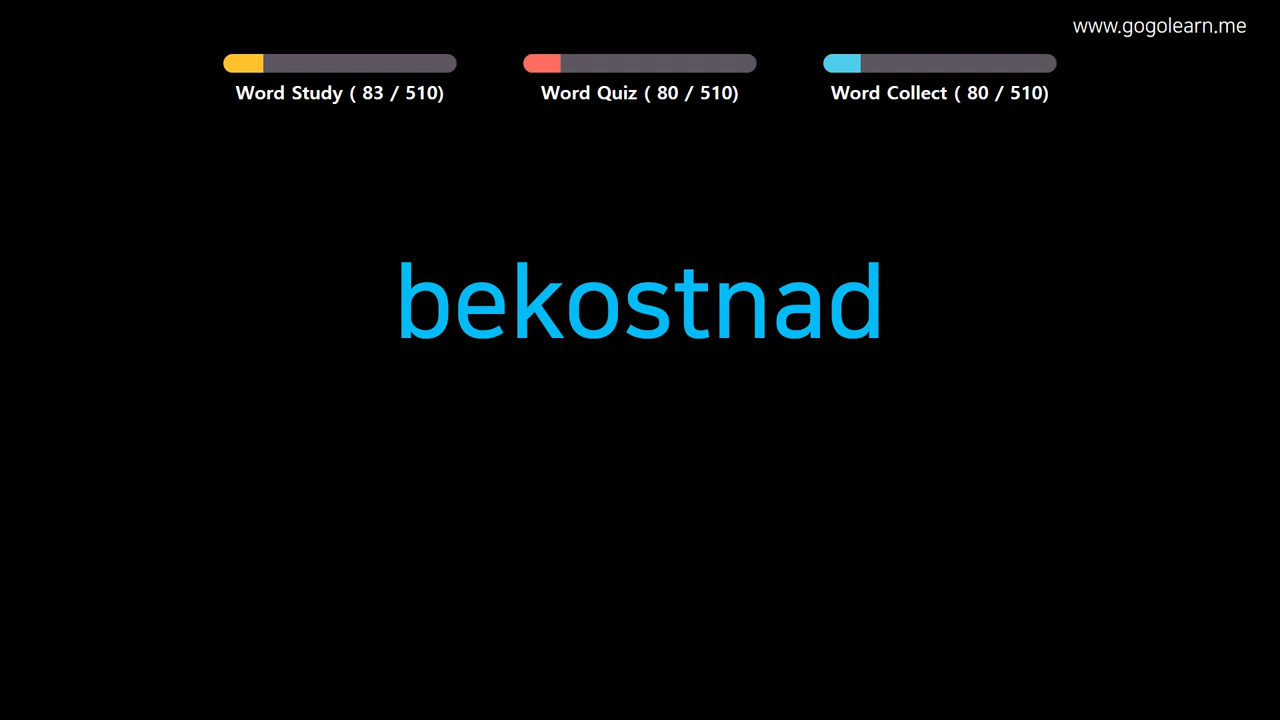 www.gogolearn.me
Word Study ( 83 / 510)
Word Quiz ( 80 / 510)
Word Collect ( 80 / 510)
bekostnad